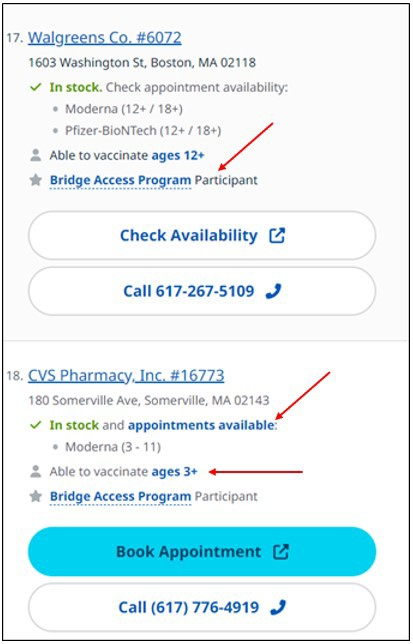 17. Walgreens Co. #6072
1603 Washington St, Boston, MA 02118
In stock. Check appointment availability:
Moderna (12+ / 18+)
Pfizer-BioNTech (12+ / 18+)
Able to vaccinate ages 12+
Bridge Access Program Participant
Check Availability
Call 617-267-5109
18. CVS Pharmacy, Inc. #16773
180 Somerville Ave, Somerville, MA 02143
In stock and appointments available:
Moderna (3 - 11)
Able to vaccinate ages 3+
Bridge Access Program Participant
Book Appointment
Call (617) 776-4919